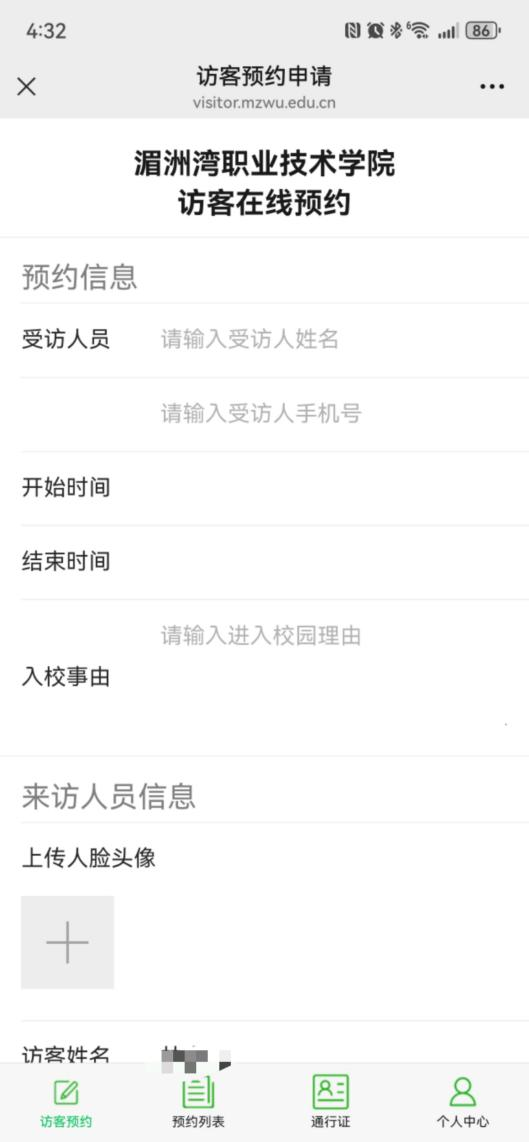 4:32
6
86
访客预约申请
visitor.mzwu.edu.cn
湄洲湾职业技术学院
访客在线预约
预约信息
受访人员 请输入受访人姓名
请输入受访人手机号
开始时间
结束时间
请输入进入校园理由
入校事由
来访人员信息
上传人脸头像
访客姓名
访客预约 预约列表 通行证 个人中心